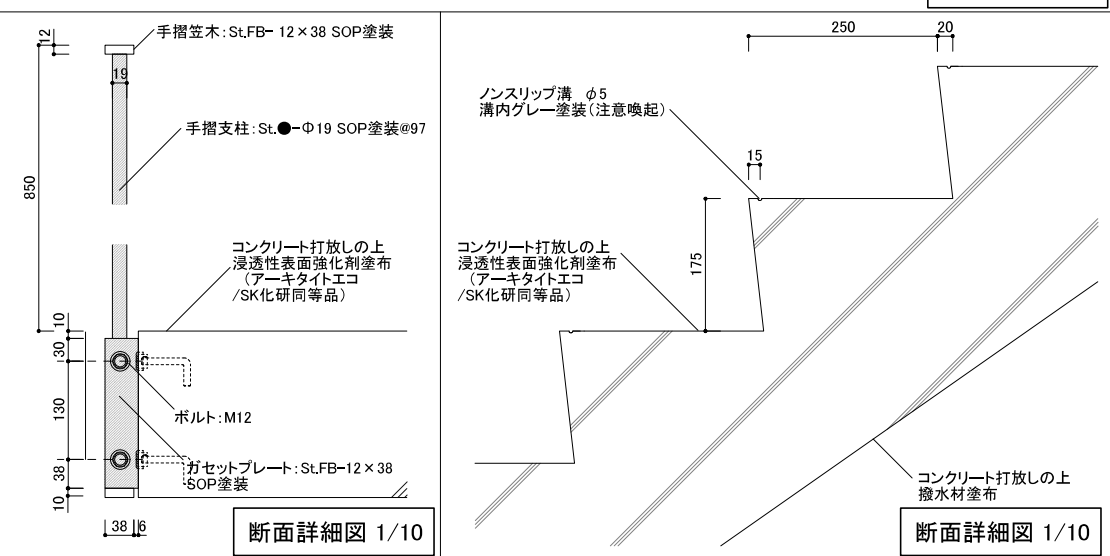 12
手摺笠木:St.FB- 12×38 SOP塗装
19
手摺支柱:St.●-Φ19 SOP塗装@97
850
コンクリート打放しの上
浸透性表面強化剤塗布
(アーキタイトエコ
/SK化研同等品)
10
30
130
38
10
ボルト:M12
ガセットプレート:St.FB-12×38
SOP塗装
38
6
断面詳細図 1/10
250
20
ノンスリップ溝 φ5
溝内グレー塗装(注意喚起)
15
175
コンクリート打放しの上
浸透性表面強化剤塗布
(アーキタイトエコ
/SK化研同等品)
コンクリート打放しの上
撥水材塗布
断面詳細図 1/10